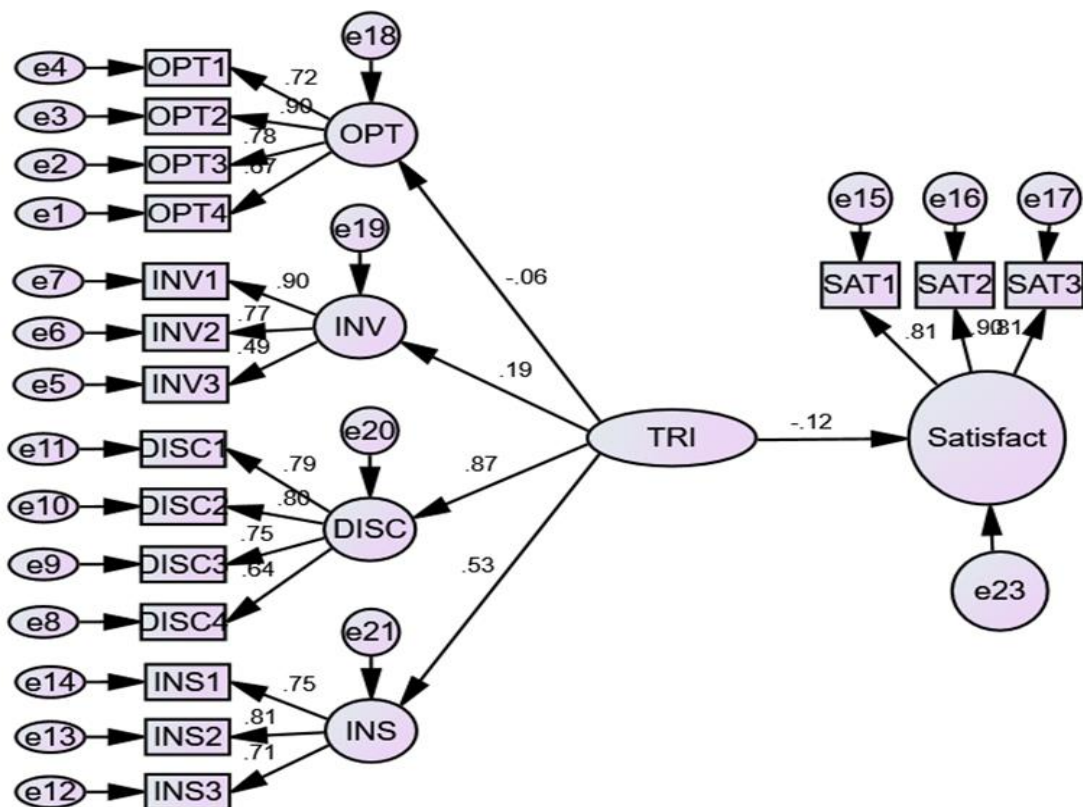 e18
e4
OPT1
.72
e3
OPT2
.90
OPT
e2
OPT3
.78
e1
OPT4
.67
e19
e7
INV1
.90
e6
INV2
.77
INV
e5
INV3
.49
e20
e11
DISC1
.79
e10
DISC2
.80
DISC
e9
DISC3
.75
e8
DISC4
.64
e21
e14
INS1
.75
e13
INS2
.81
INS
e12
INS3
.71
-.06
.19
.87
.53
TRI
-.12
e15
e16
e17
SAT1
SAT2
SAT3
.81
.90
.81
Satisfact
e23